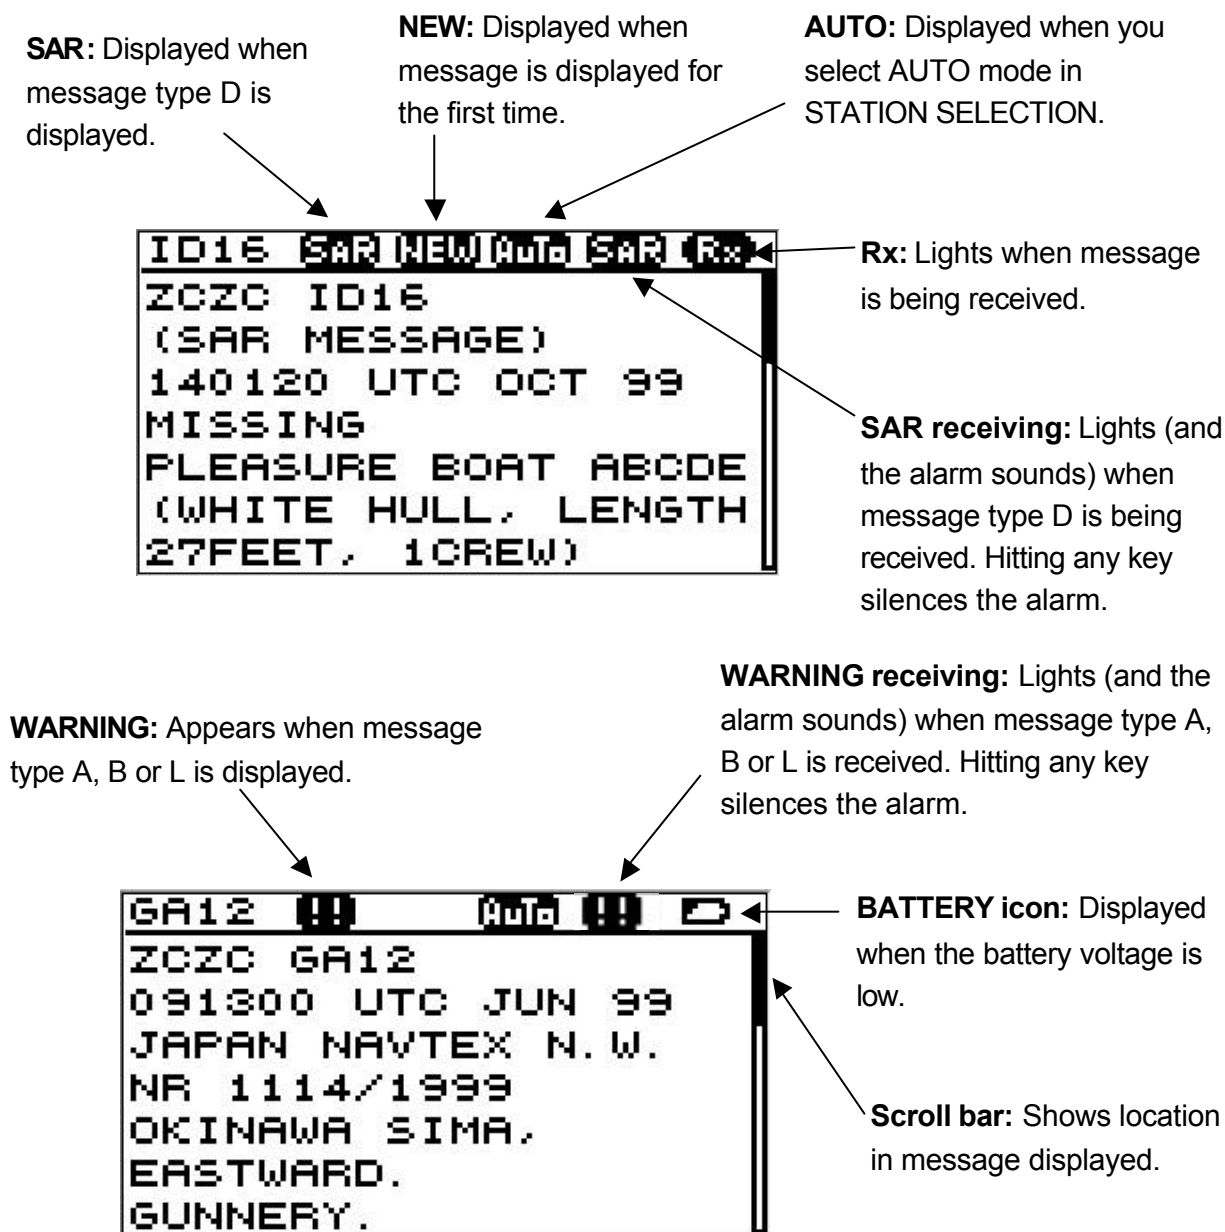 SAR: Displayed when
message type D is
displayed.
NEW: Displayed when
message is displayed for
the first time.
AUTO: Displayed when you
select AUTO mode in
STATION SELECTION.
ID16 SAR NEW AUTO SAR Rx
ZCZC ID16
(SAR MESSAGE)
140120 UTC OCT 99
MISSING
PLEASURE BOAT ABCDE
(WHITE HULL, LENGTH
27FEET, 1CREW)
Rx: Lights when message
is being received.
SAR receiving: Lights (and
the alarm sounds) when
message type D is being
received. Hitting any key
silences the alarm.
WARNING: Appears when message
type A, B or L is displayed.
WARNING receiving: Lights (and the
alarm sounds) when message type A,
B or L is received. Hitting any key
silences the alarm.
GA12 !! AUTO !!
ZCZC GA12
091300 UTC JUN 99
JAPAN NAVTEX N.W.
NR 1114/1999
OKINAWA SIMA,
EASTWARD.
GUNNERY.
BATTERY icon: Displayed
when the battery voltage is
low.
Scroll bar: Shows location
in message displayed.